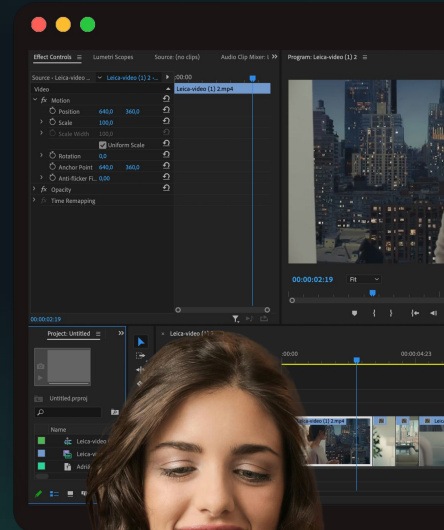 Effect Controls Lumetri Scopes Source: (no clips) Audio Clip Mixer: Program: Leica-video (1) 2
Source - Leica-video ... Leica-video (1) 2 -... :00:00
Video Leica-video (1) 2.mp4
fx Motion
Position 640,0 360,0
Scale 100,0
Scale Width 100,0
Uniform Scale
Rotation 0,0
Anchor Point 640,0 360,0
Anti-flicker Fi... 0,00
fx Opacity
fx Time Remapping
00:00:02:19 Fit
00:00:02:19
Project: Untitled Leica-video
:00:00 00:00:04:23
Untitled.prproj
Leica-video (1) 2.mp4
Name
Leica-video
Leica-vi
Adrié